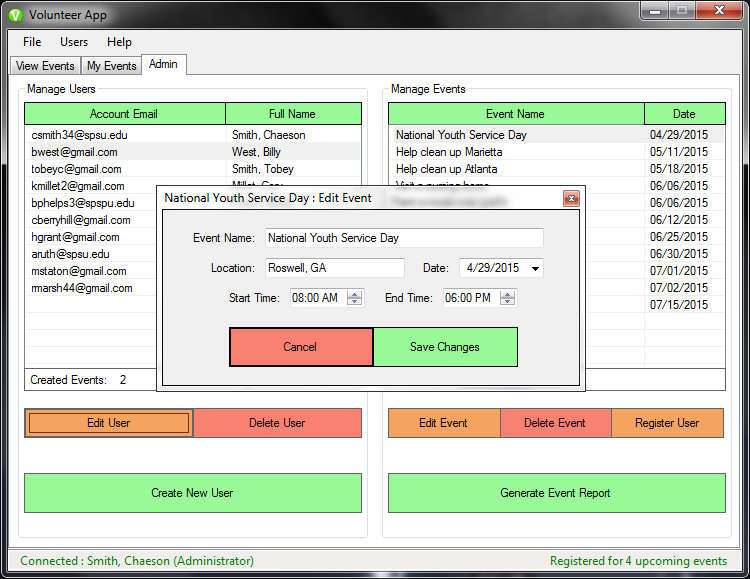 Volunteer App
File Users Help
View Events My Events Admin
Manage Users
Account Email Full Name
csmith34@spsu.edu Smith, Chaeson
bwest@gmail.com West, Billy
tobeyc@gmail.com Smith, Tobey
kmillet2@gmail.com Millet, Gary
bphelps3@spspu.edu
cberryhill@gmail.com
hgrant@gmail.com
aruth@spsu.edu
mstaton@gmail.com
rmarsh44@gmail.com
Created Events: 2
Edit User Delete User
Create New User
Manage Events
Event Name Date
National Youth Service Day 04/29/2015
Help clean up Marietta 05/11/2015
Help clean up Atlanta 05/18/2015
Visit a nursing home 06/06/2015
06/06/2015
06/12/2015
06/25/2015
06/30/2015
07/01/2015
07/02/2015
07/15/2015
Edit Event Delete Event Register User
Generate Event Report
National Youth Service Day : Edit Event
Event Name: National Youth Service Day
Location: Roswell, GA Date: 4/29/2015
Start Time: 08:00 AM End Time: 06:00 PM
Cancel Save Changes
Connected : Smith, Chaeson (Administrator) Registered for 4 upcoming events